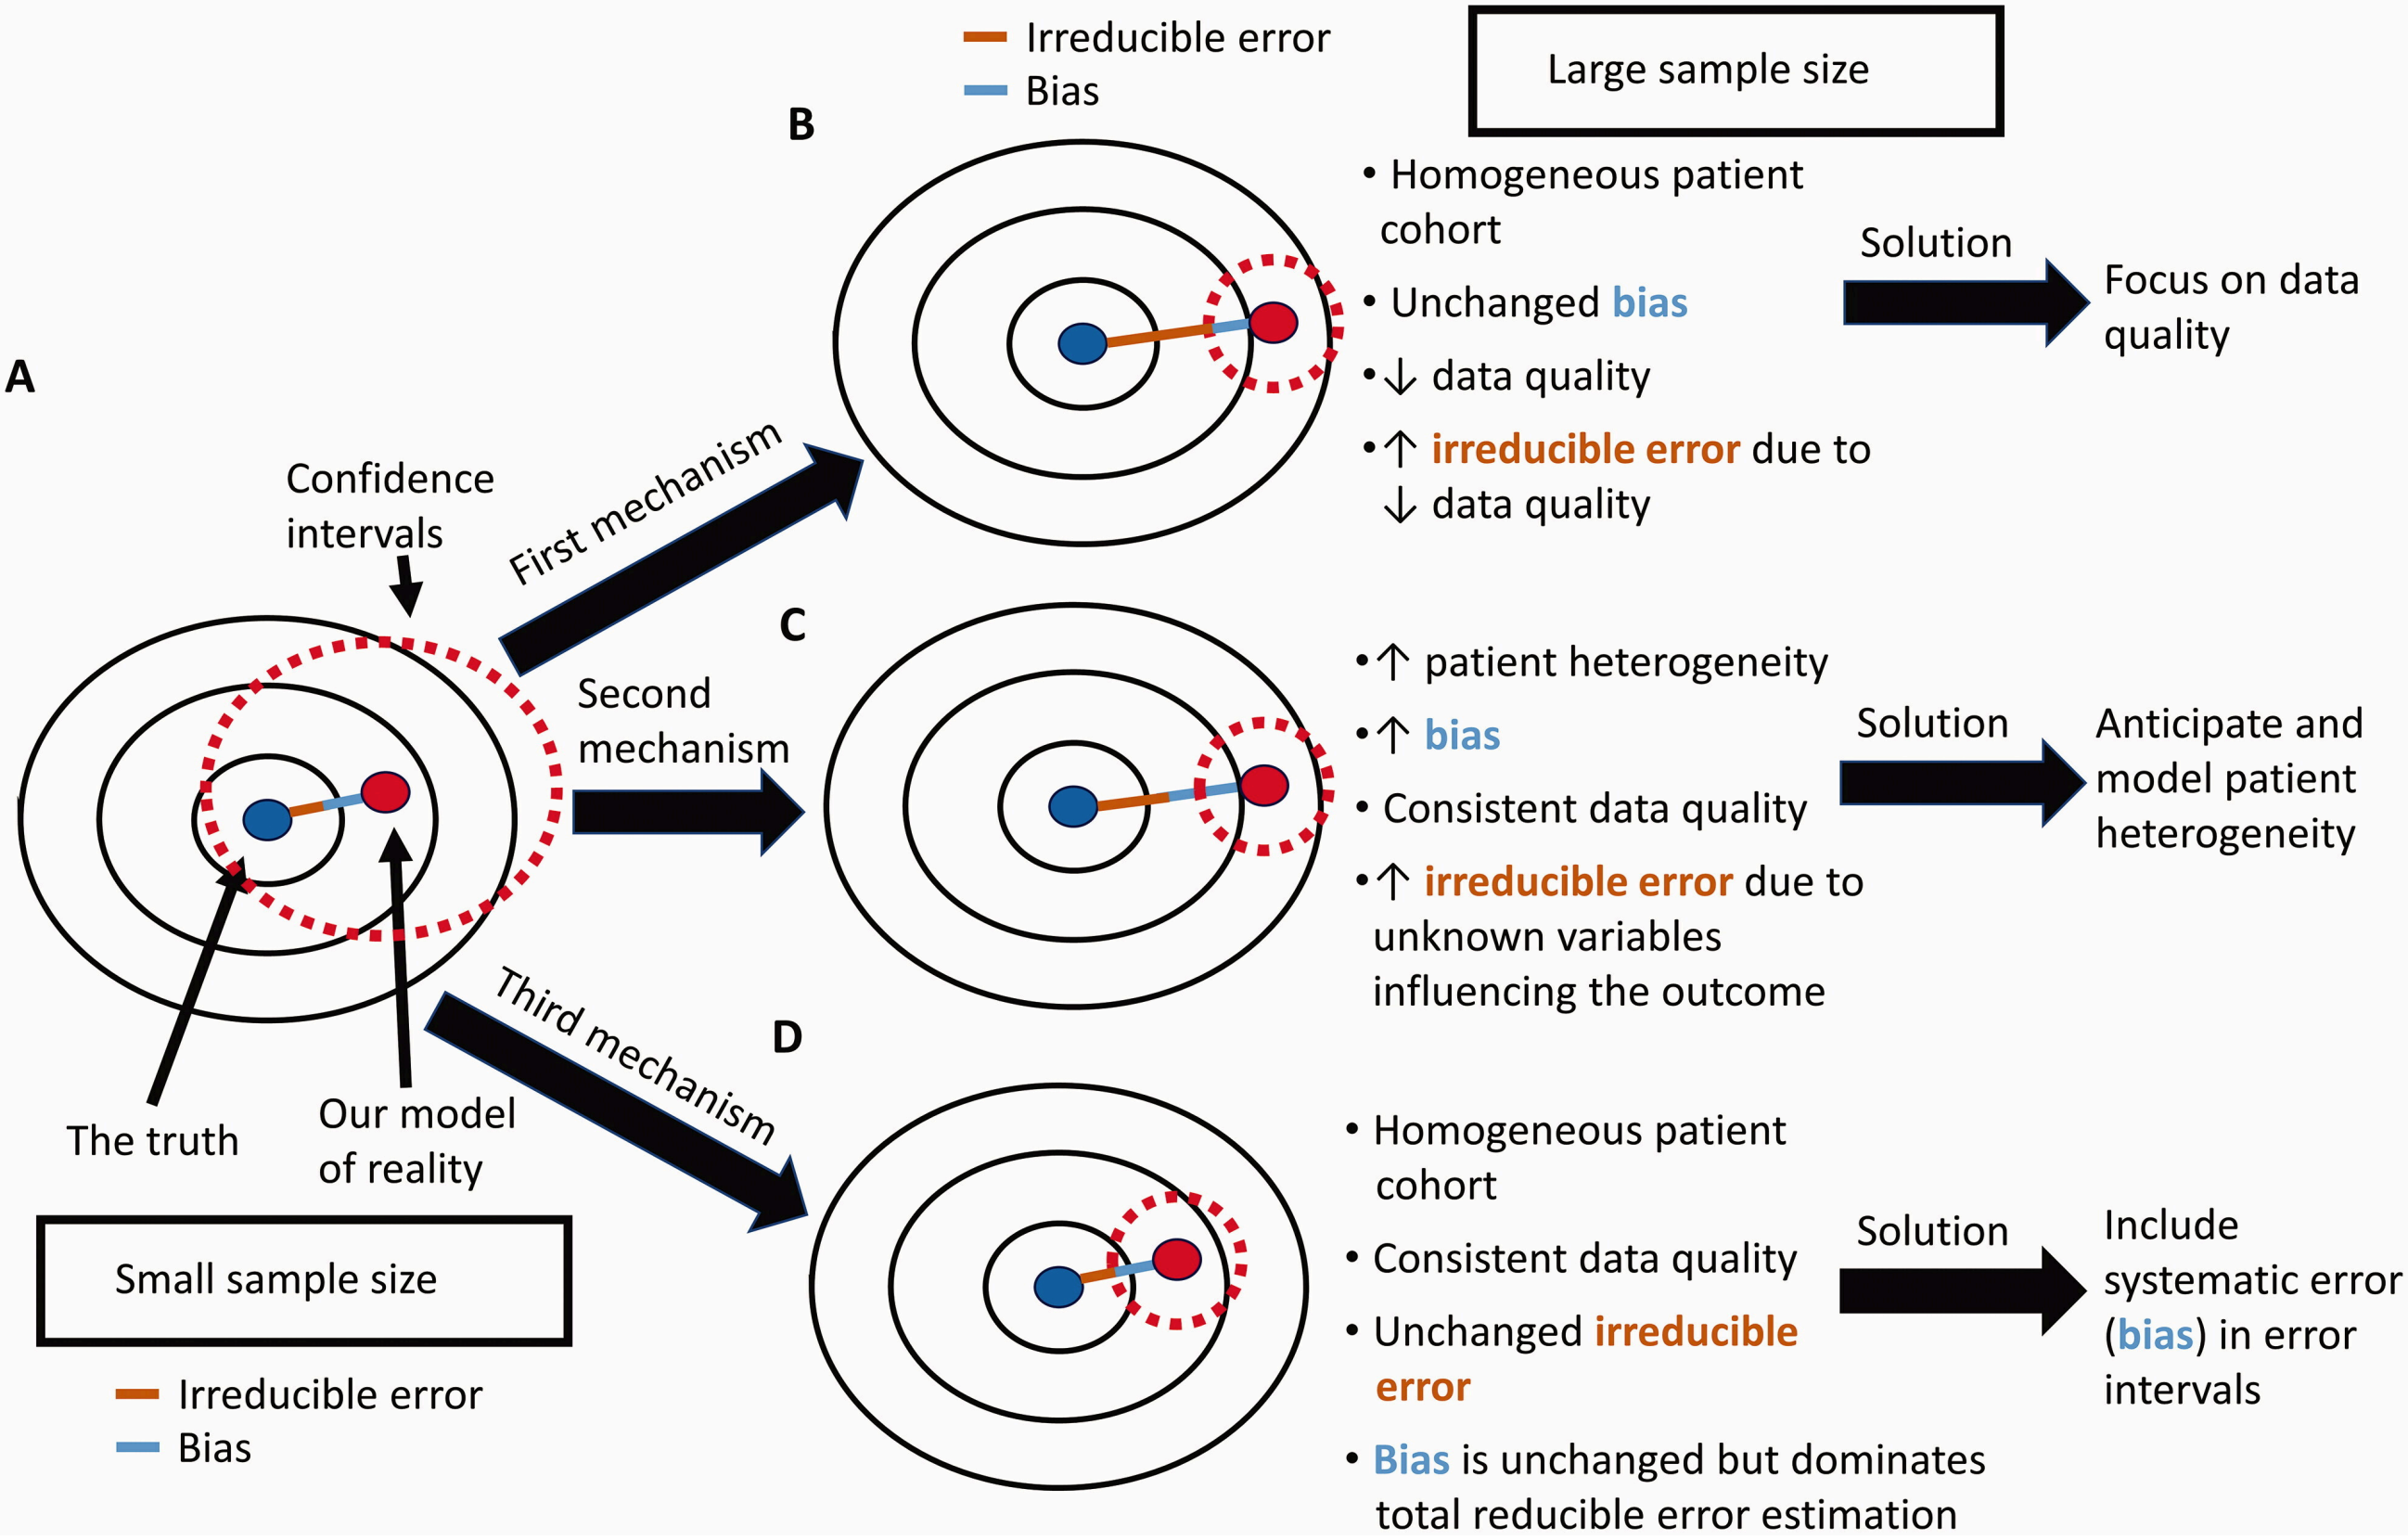 Irreducible error
Bias
Large sample size
B
• Homogeneous patient
cohort
• Unchanged bias
•↓ data quality
•↑ irreducible error due to
↓ data quality
Solution
Focus on data
quality
A
Confidence
intervals
First mechanism
Second
mechanism
Third mechanism
The truth
Our model
of reality
Small sample size
Irreducible error
Bias
C
•↑ patient heterogeneity
•↑ bias
• Consistent data quality
•↑ irreducible error due to
unknown variables
influencing the outcome
Solution
Anticipate and
model patient
heterogeneity
D
• Homogeneous patient
cohort
• Consistent data quality
• Unchanged irreducible
error
• Bias is unchanged but dominates
total reducible error estimation
Solution
Include
systematic error
(bias) in error
intervals